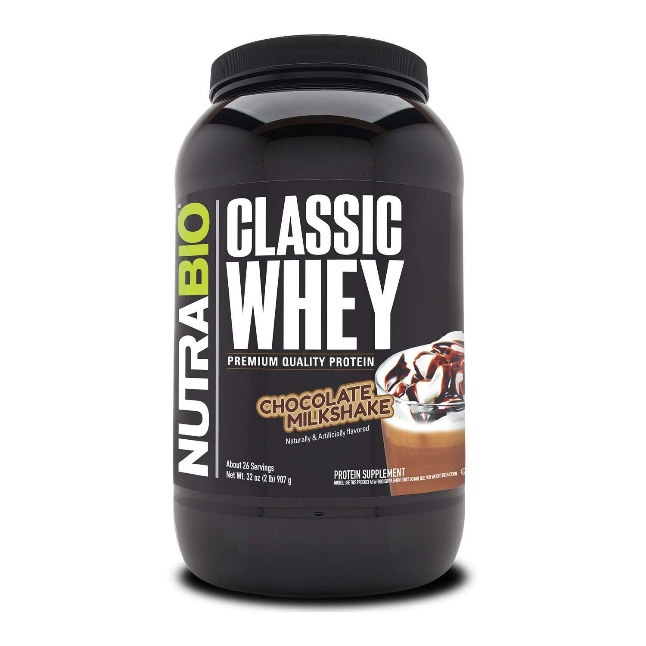 NUTRABIO
CLASSIC
WHEY
PREMIUM QUALITY PROTEIN
CHOCOLATE
MILKSHAKE
Naturally & Artificially flavored
About 26 Servings
Net Wt. 32 oz (2 lb) 907 g
PROTEIN SUPPLEMENT